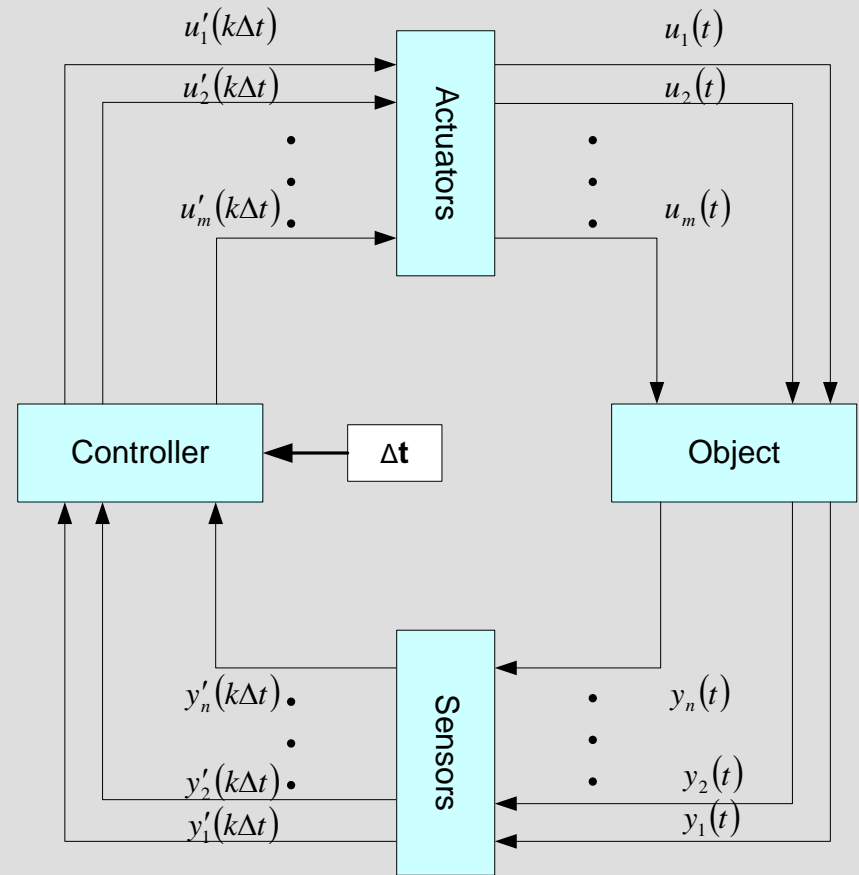 u′₁(kΔt) u₁(t)
u′₂(kΔt) u₂(t)
Actuators
u′ₘ(kΔt) uₘ(t)
Controller Δt Object
y′ₙ(kΔt) yₙ(t)
Sensors
y′₂(kΔt) y₂(t)
y′₁(kΔt) y₁(t)